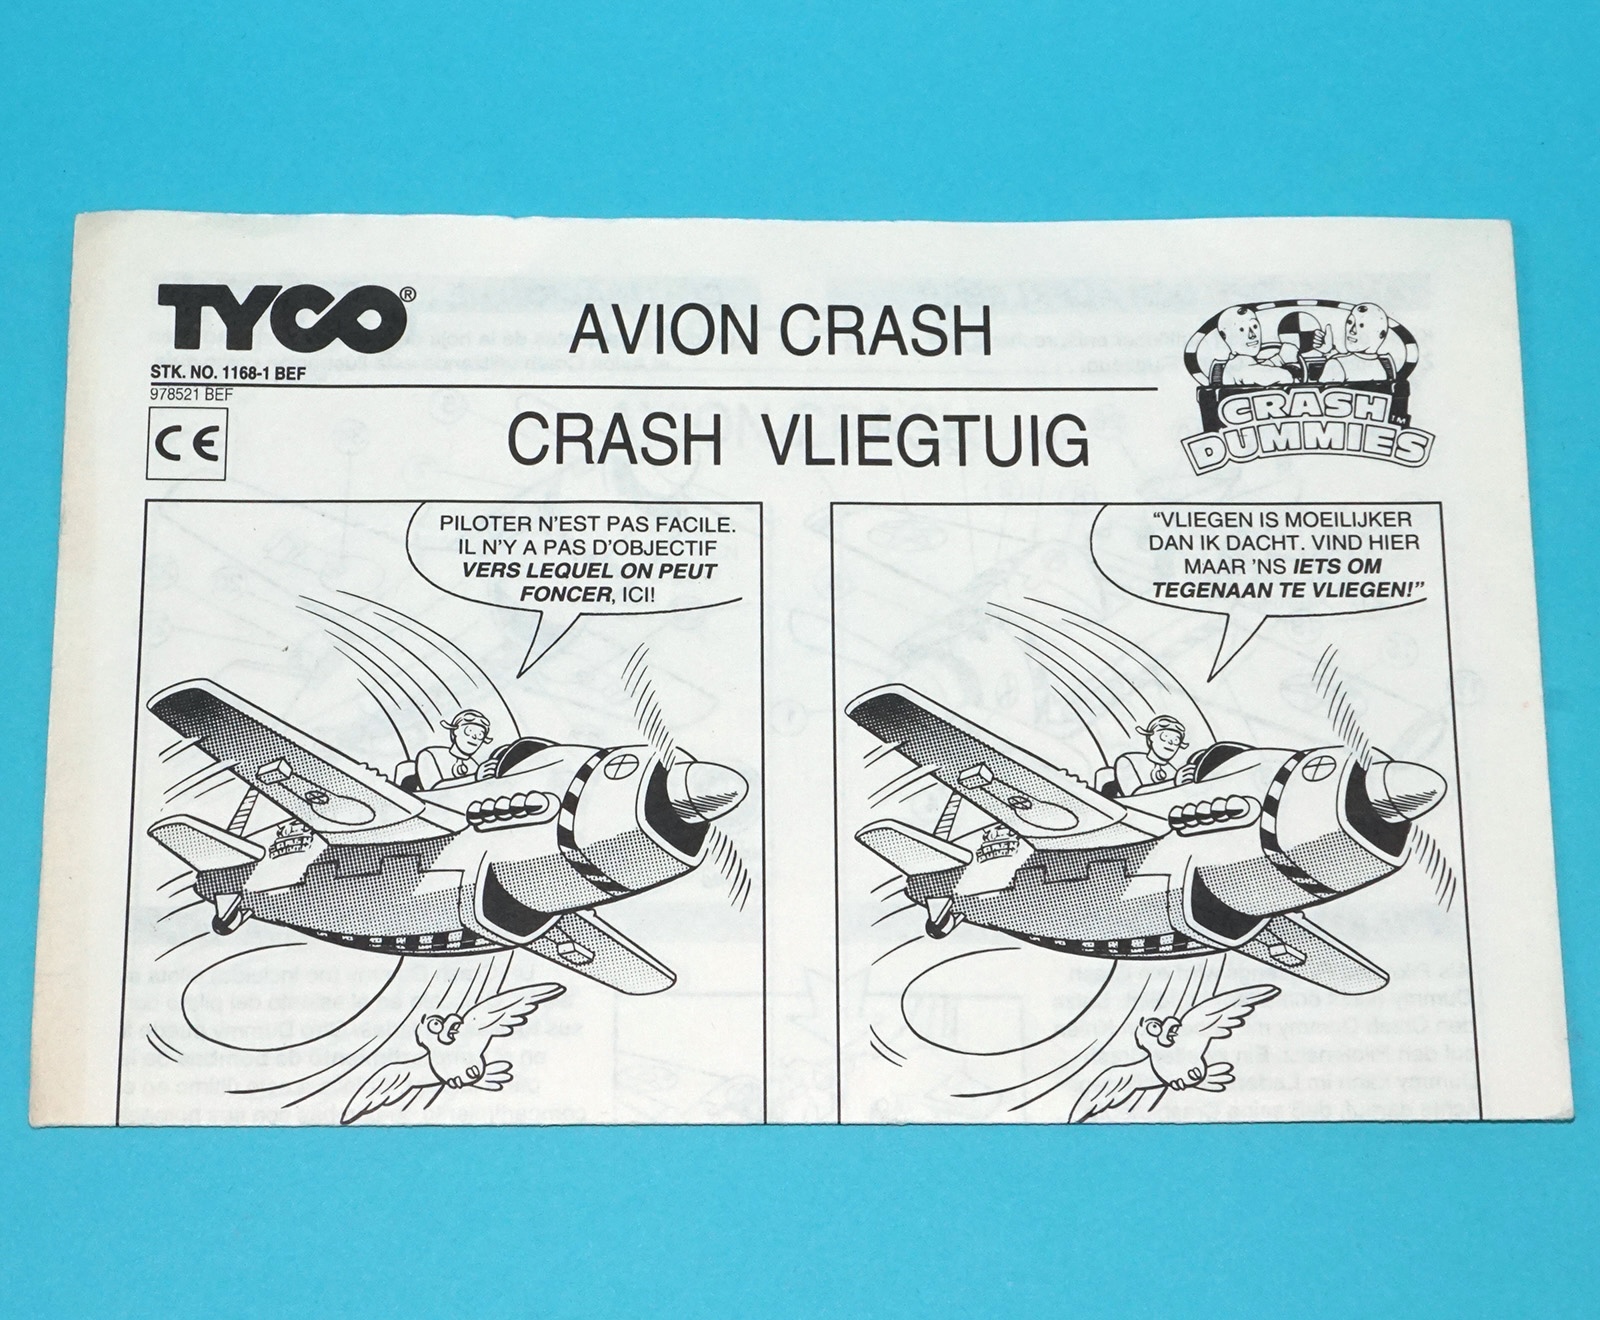 TYCO®
STK. NO. 1168-1 BEF
978521 BEF
CE
AVION CRASH
CRASH VLIEGTUIG
CRASH™
DUMMIES
PILOTER N'EST PAS FACILE.
IL N'Y A PAS D'OBJECTIF
VERS LEQUEL ON PEUT
FONCER, ICI!
“VLIEGEN IS MOEILIJKER
DAN IK DACHT. VIND HIER
MAAR 'NS IETS OM
TEGENAAN TE VLIEGEN!”